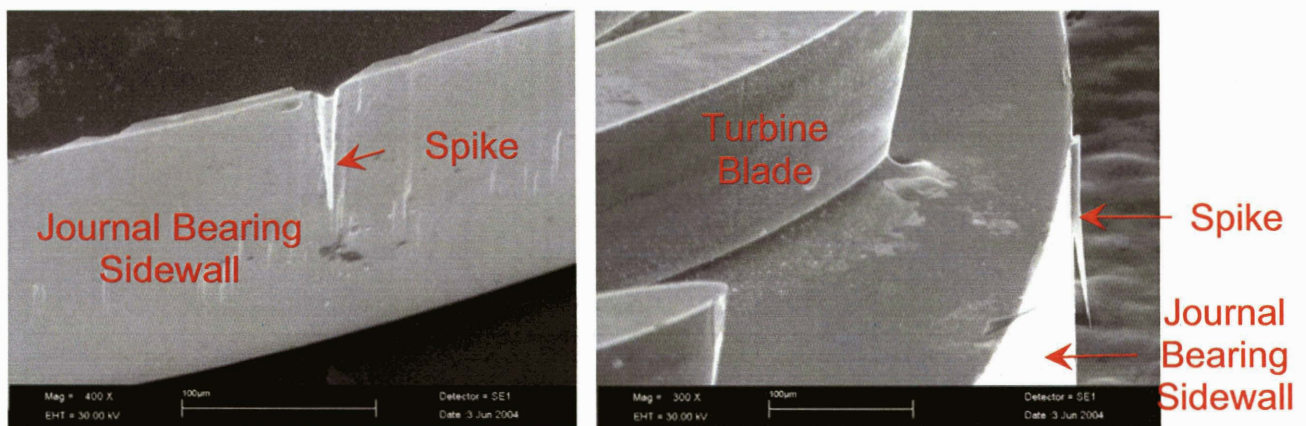 Spike
Journal Bearing
Sidewall
Mag = 400 X
100µm
Detector = SE1
EHT = 30.00 kV
Date :3 Jun 2004
Turbine
Blade
Spike
Journal
Bearing
Sidewall
Mag = 300 X
100µm
Detector = SE1
EHT = 30.00 kV
Date :3 Jun 2004